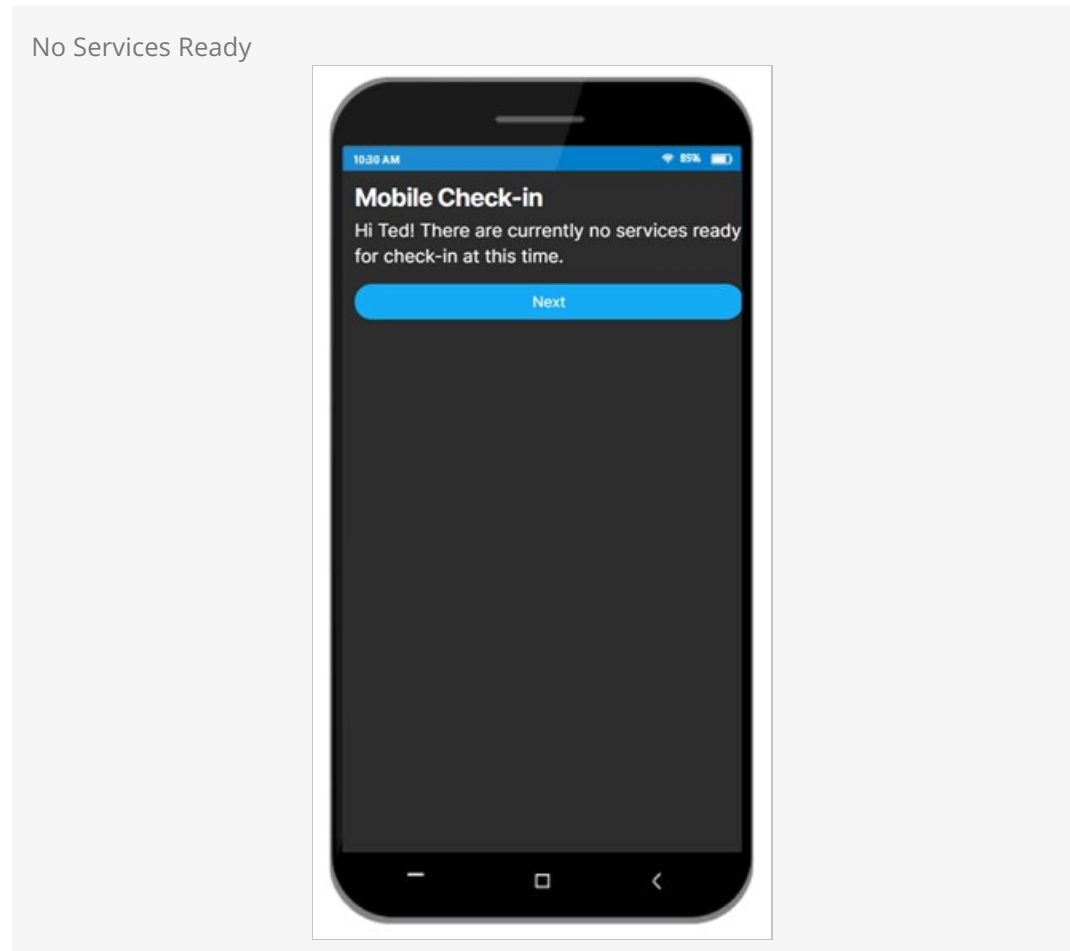 No Services Ready
10:30 AM 85%
Mobile Check-in
Hi Ted! There are currently no services ready
for check-in at this time.
Next